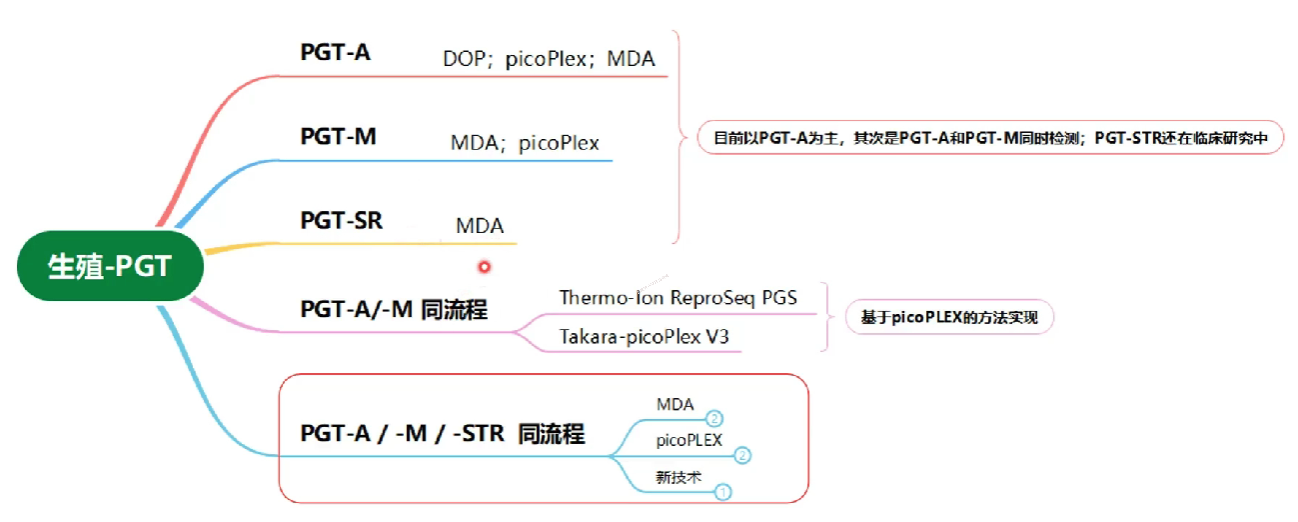 生殖-PGT
PGT-A
DOP；picoPlex；MDA
PGT-M
MDA；picoPlex
PGT-SR
MDA
目前以PGT-A为主，其次是PGT-A和PGT-M同时检测；PGT-STR还在临床研究中
PGT-A/-M 同流程
Thermo-Ion ReproSeq PGS
Takara-picoPlex V3
基于picoPLEX的方法实现
PGT-A / -M / -STR 同流程
MDA
2
picoPLEX
2
新技术
1